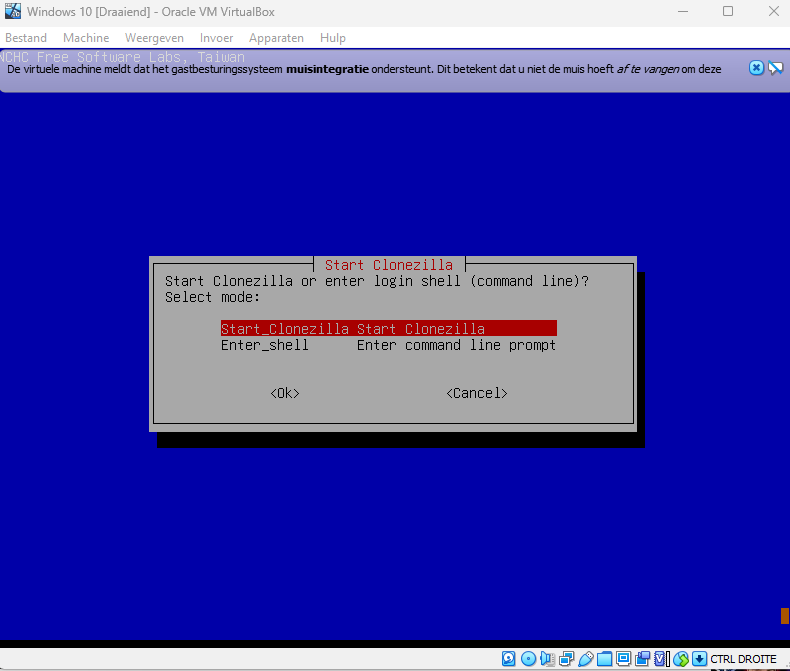 Windows 10 [Draaiend] - Oracle VM VirtualBox
Bestand Machine Weergeven Invoer Apparaten Hulp
NCHC Free Software Labs, Taiwan
De virtuele machine meldt dat het gastbesturingssysteem muisintegratie ondersteunt. Dit betekent dat u niet de muis hoeft af te vangen om deze
Start Clonezilla
Start Clonezilla or enter login shell (command line)?
Select mode:
Start_Clonezilla Start Clonezilla
Enter_shell Enter command line prompt
<Ok> <Cancel>
CTRL DROITE